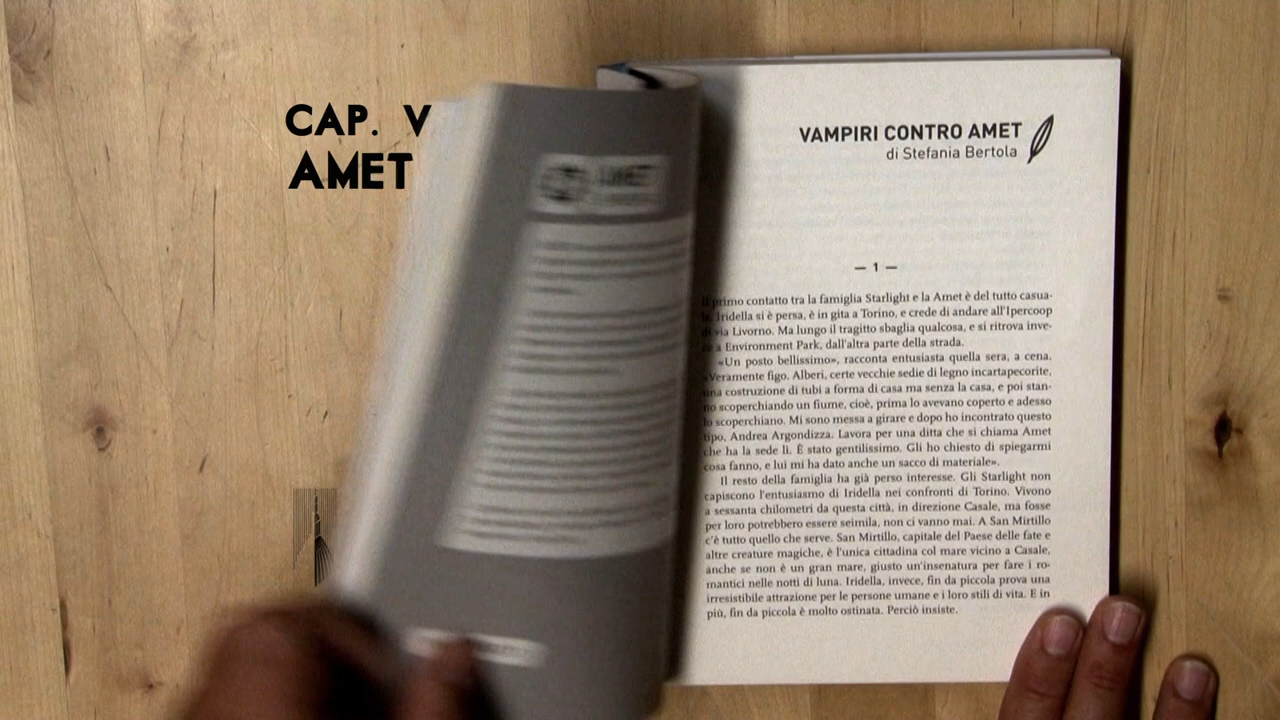 CAP. V
AMET
AMET
VAMPIRI CONTRO AMET
di Stefania Bertola
— 1 —
Il primo contatto tra la famiglia Starlight e la Amet è del tutto casua-
le. Iridella si è persa, è in gita a Torino, e crede di andare all'Ipercoop
di via Livorno. Ma lungo il tragitto sbaglia qualcosa, e si ritrova inve-
ce a Environment Park, dall'altra parte della strada.
«Un posto bellissimo», racconta entusiasta quella sera, a cena.
«Veramente figo. Alberi, certe vecchie sedie di legno incartapecorite,
una costruzione di tubi a forma di casa ma senza la casa, e poi stan-
no scoperchiando un fiume, cioè, prima lo avevano coperto e adesso
lo scoperchiano. Mi sono messa a girare e dopo ho incontrato questo
tipo, Andrea Argondizza. Lavora per una ditta che si chiama Amet
che ha la sede lì. È stato gentilissimo. Gli ho chiesto di spiegarmi
cosa fanno, e lui mi ha dato anche un sacco di materiale».
Il resto della famiglia ha già perso interesse. Gli Starlight non
capiscono l'entusiasmo di Iridella nei confronti di Torino. Vivono
a sessanta chilometri da questa città, in direzione Casale, ma fosse
per loro potrebbero essere seimila, non ci vanno mai. A San Mirtillo
c'è tutto quello che serve. San Mirtillo, capitale del Paese delle fate e
altre creature magiche, è l'unica cittadina col mare vicino a Casale,
anche se non è un gran mare, giusto un'insenatura per fare i ro-
mantici nelle notti di luna. Iridella, invece, fin da piccola prova una
irresistibile attrazione per le persone umane e i loro stili di vita. E in
più, fin da piccola è molto ostinata. Perciò insiste.